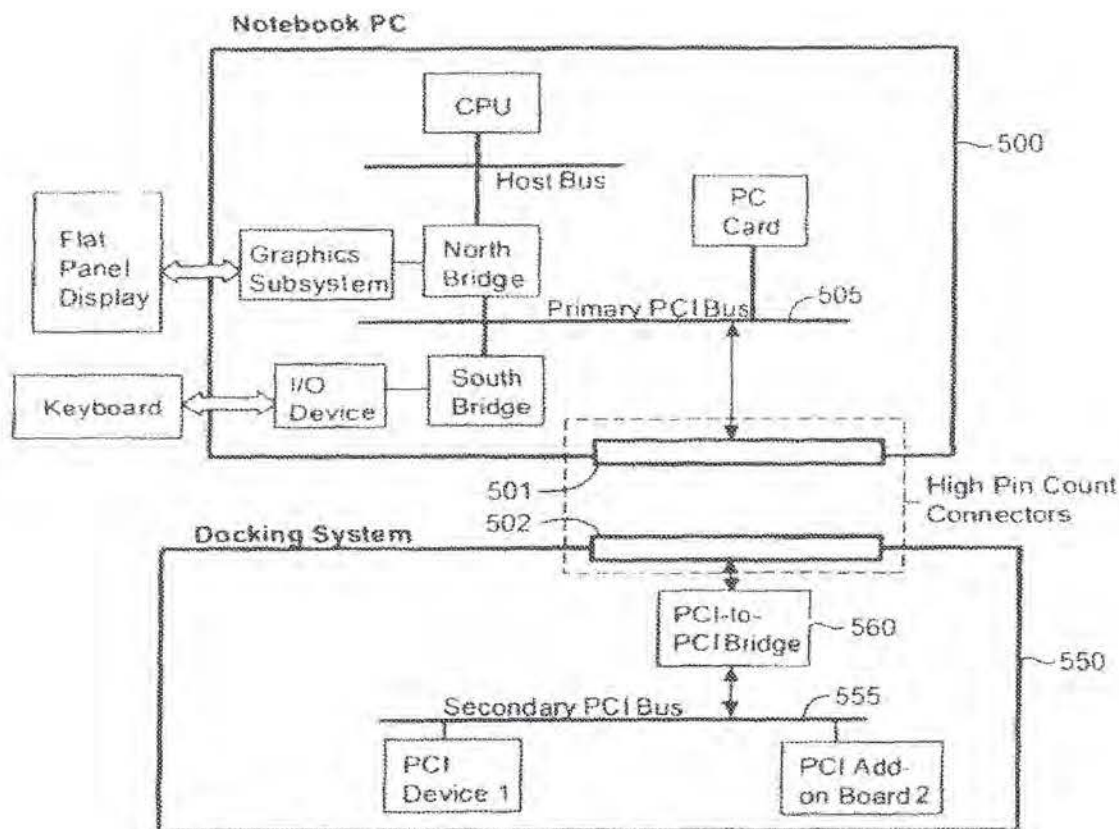 Notebook PC
CPU
500
Host Bus
PC
Card
Flat
Panel
Display
Graphics
Subsystem
North
Bridge
Primary PCI Bus
505
Keyboard
I/O
Device
South
Bridge
501
High Pin Count
Connectors
502
Docking System
PCI-to-
PCI Bridge
560
550
Secondary PCI Bus
555
PCI
Device 1
PCI Add-
on Board 2